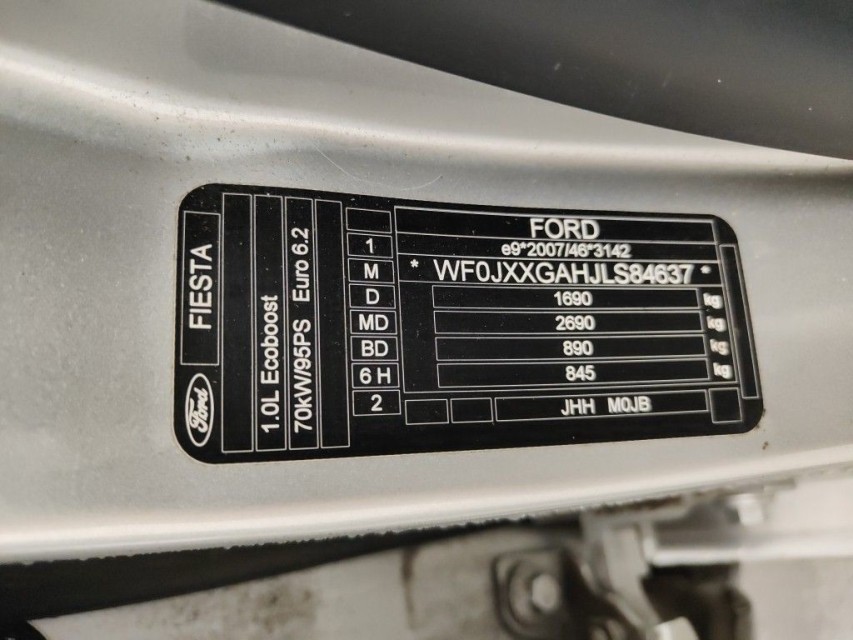 FORD
e9*2007/46*3142
* WF0JXXGAHJLS84637 *
1690 kg
2690 kg
890 kg
845 kg
JHH M0JB
1
M
D
MD
BD
6 H
2
FIESTA
1.0L Ecoboost
70kW/95PS Euro 6.2
Ford